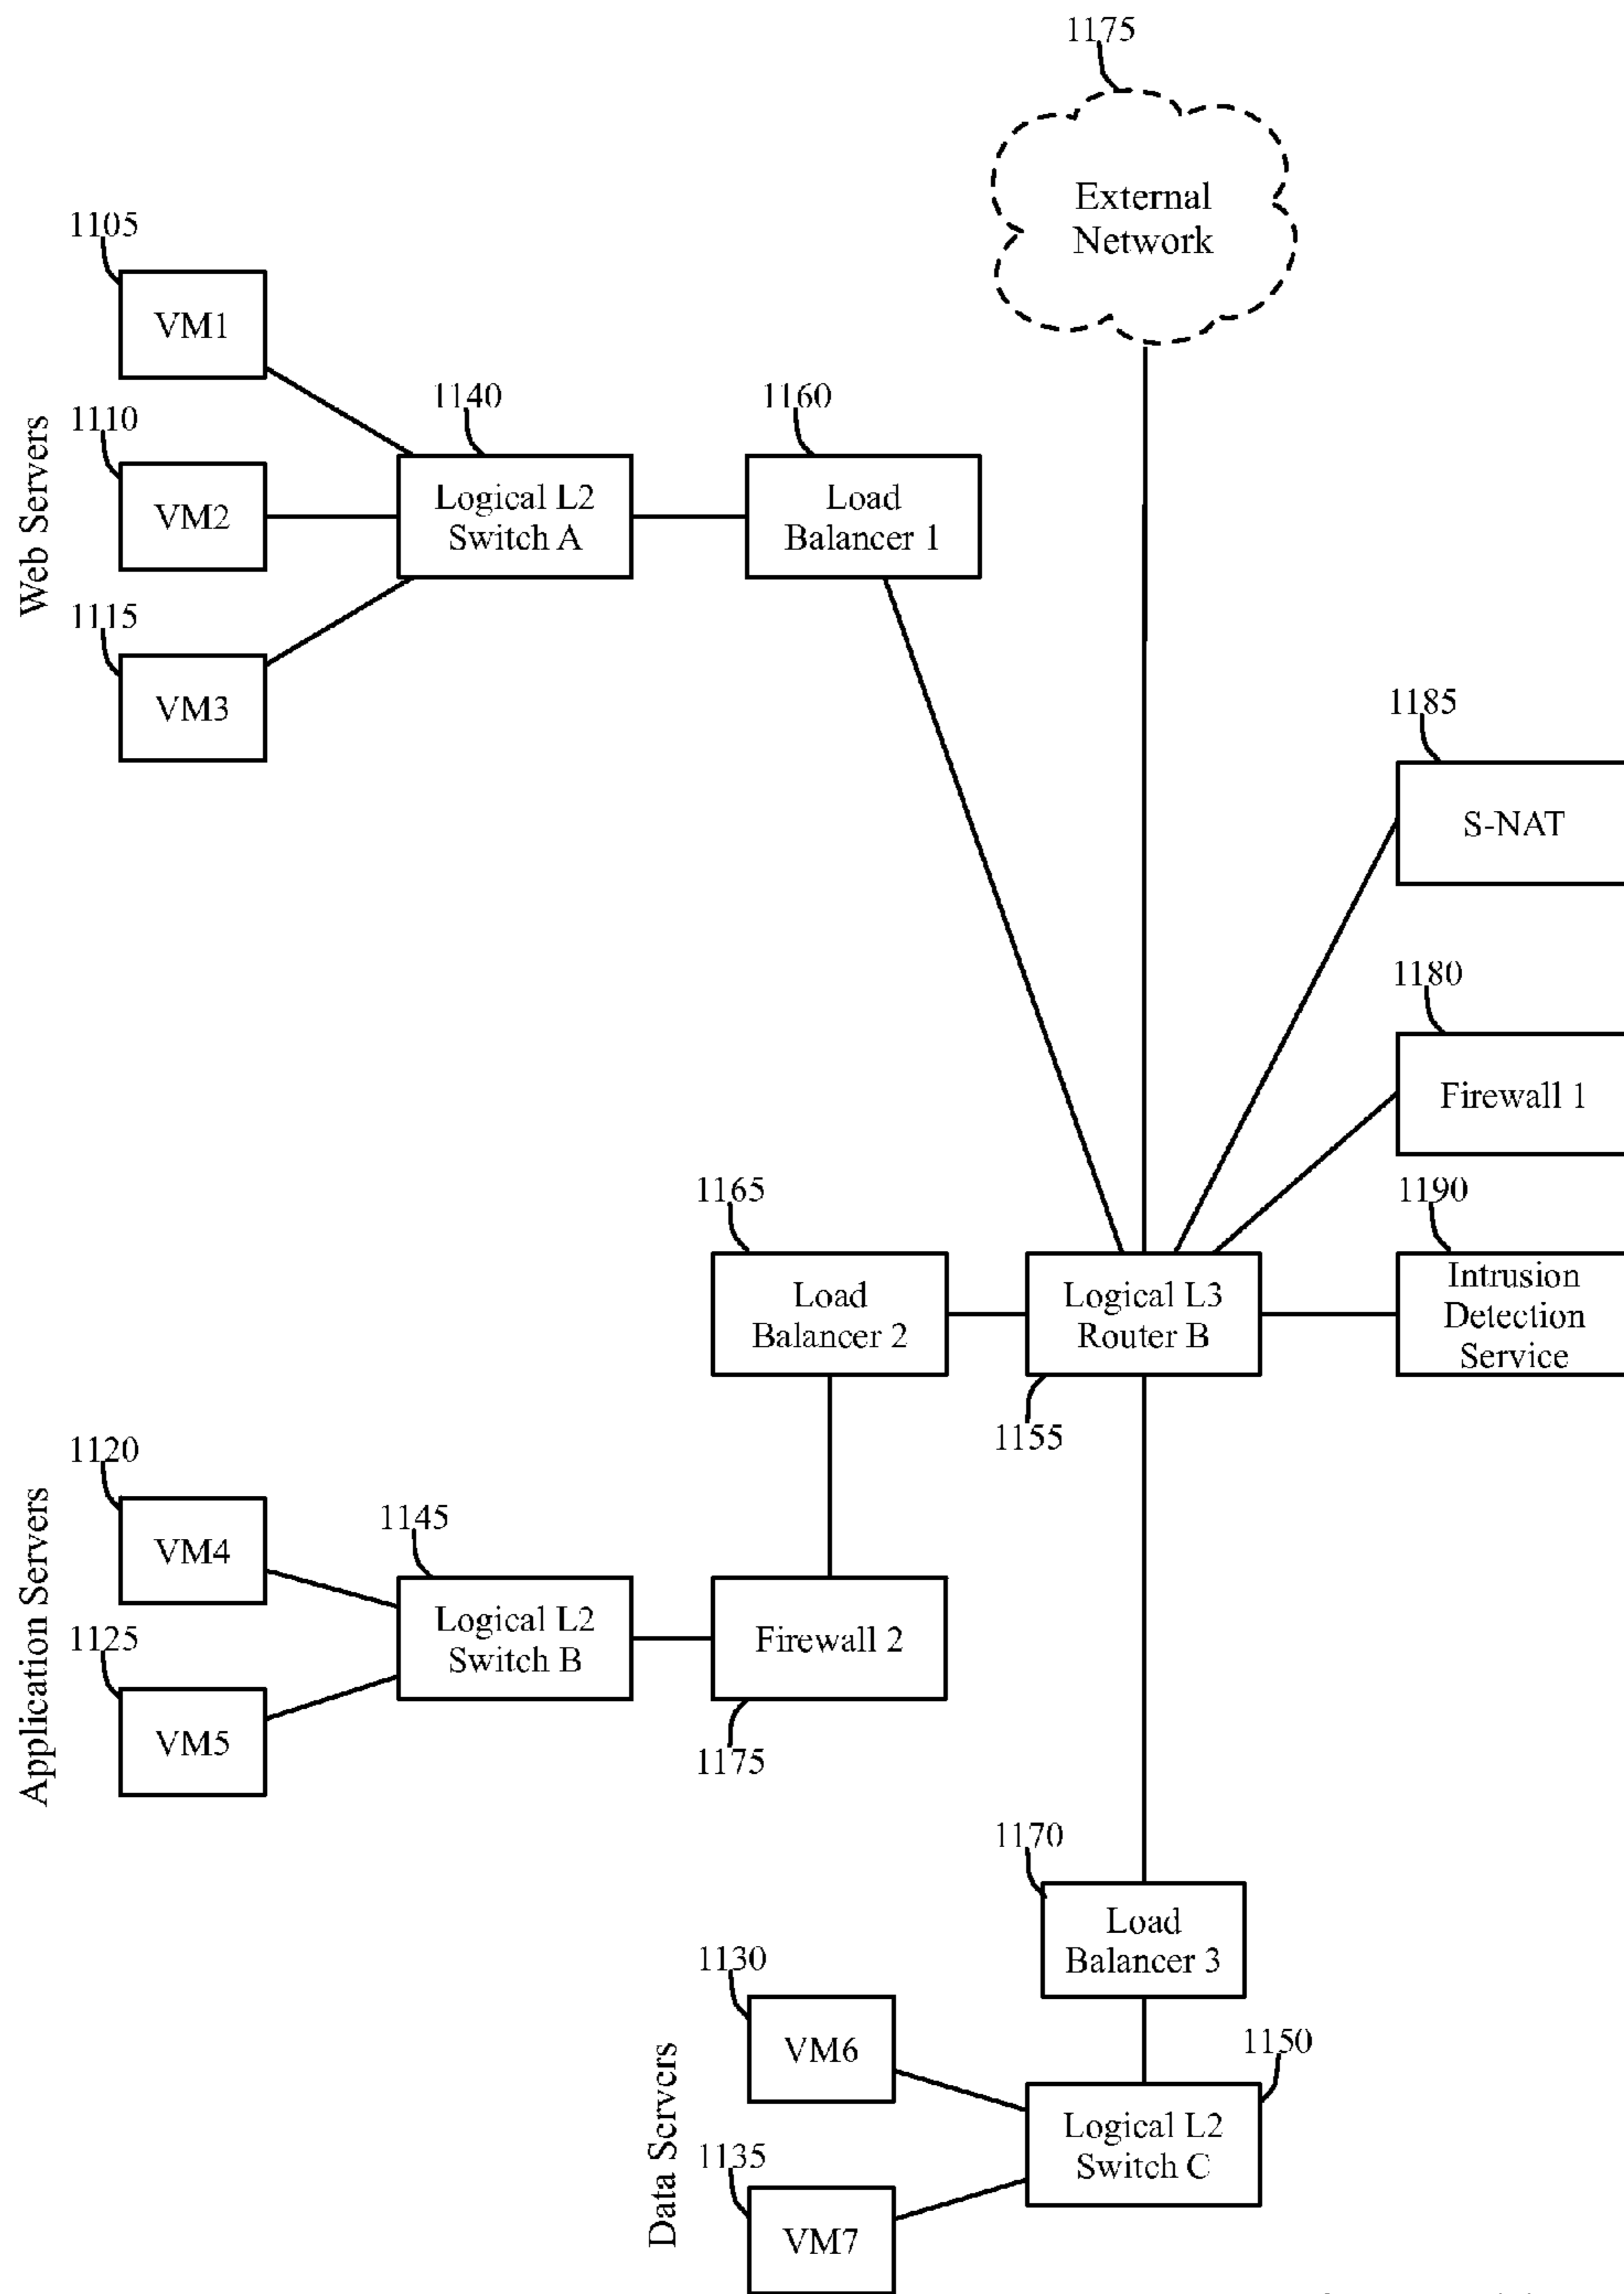 1175
External
Network
1105
VM1
1110
VM2
1115
VM3
Web Servers
1140
Logical L2
Switch A
1160
Load
Balancer 1
1185
S-NAT
1180
Firewall 1
1190
Intrusion
Detection
Service
1165
Load
Balancer 2
Logical L3
Router B
1155
1120
VM4
1125
VM5
Application Servers
1145
Logical L2
Switch B
Firewall 2
1175
1170
Load
Balancer 3
1130
VM6
1135
VM7
Data Servers
1150
Logical L2
Switch C